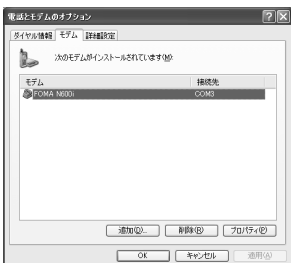 電話とモデムのオプション
ダイヤル情報 モデム 詳細設定
次のモデムがインストールされています(M):
モデム 接続先
FOMA N600i COM3
追加(D)... 削除(R) プロパティ(P)
OK キャンセル 適用(A)